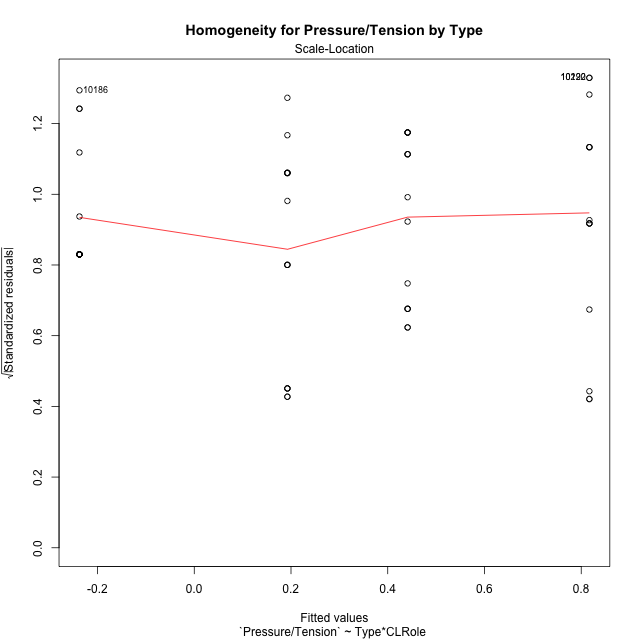 Homogeneity for Pressure/Tension by Type
Scale-Location
10186
1.2
1.0
0.8
0.6
0.4
0.2
0.0
√|Standardized residuals|
-0.2 0.0 0.2 0.4 0.6 0.8
Fitted values
`Pressure/Tension` ~ Type*CLRole